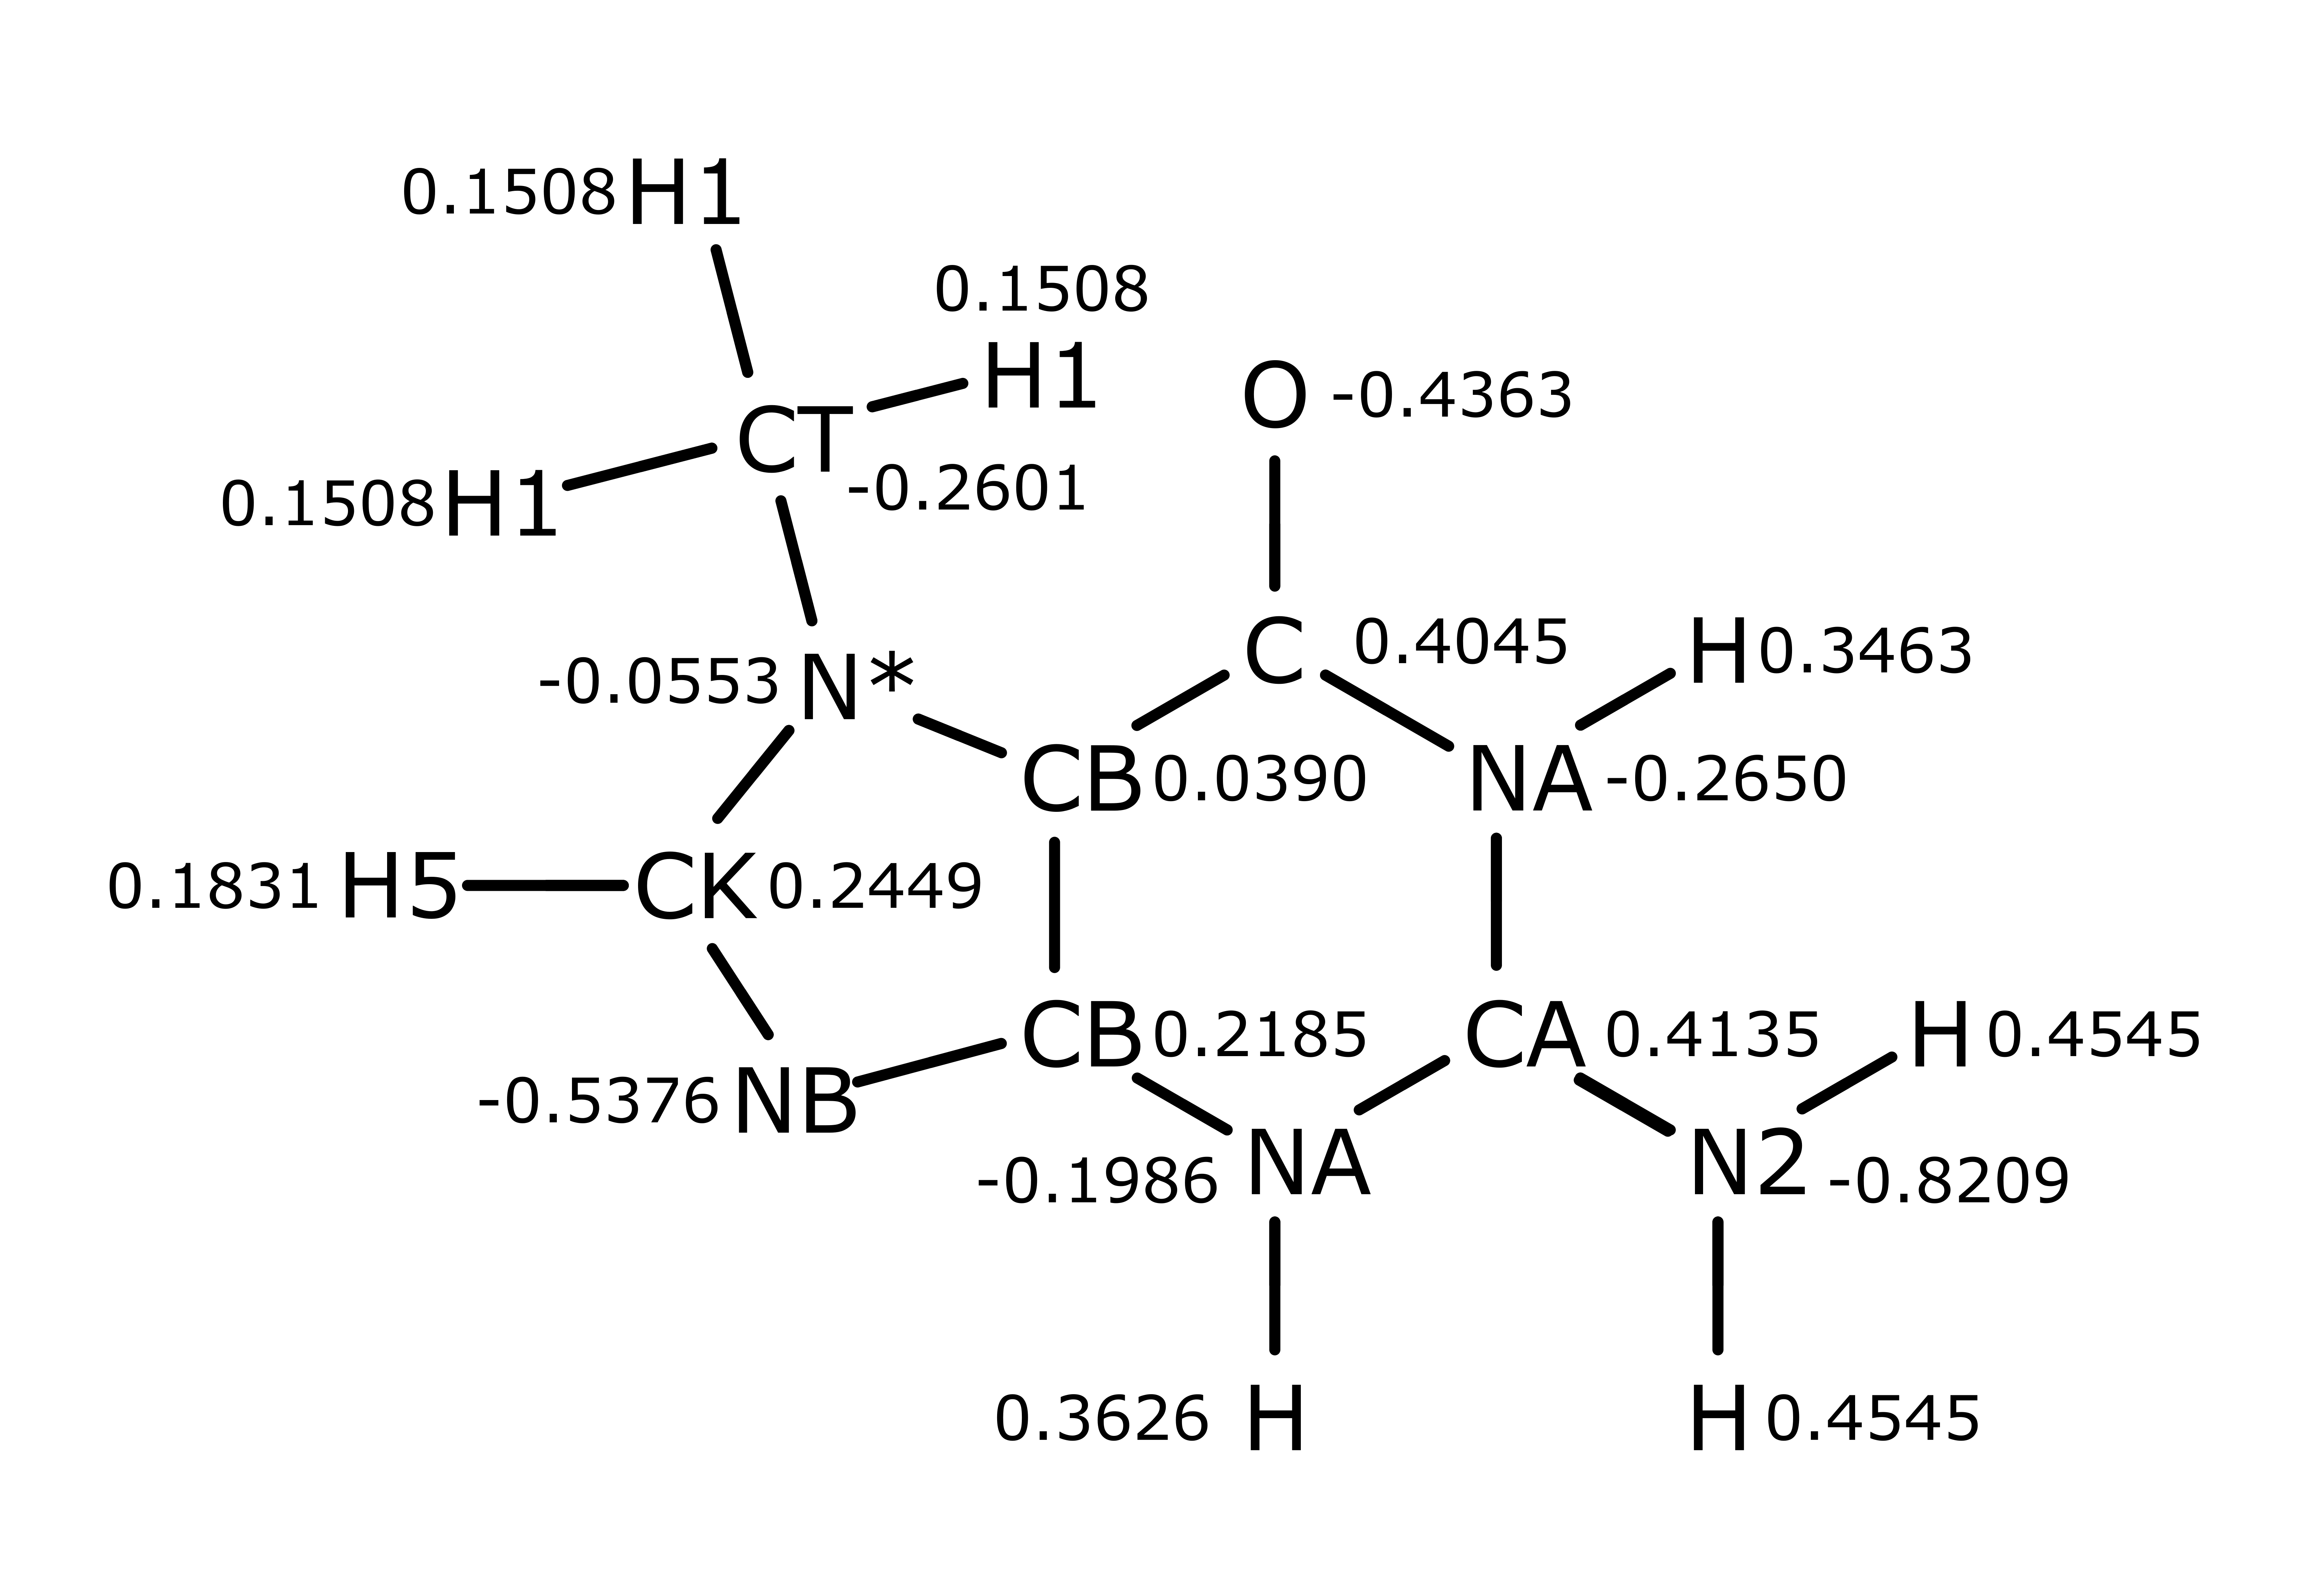 0.1508 H1
0.1508
H1
O -0.4363
CT
-0.2601
0.1508 H1
C 0.4045
H 0.3463
-0.0553 N*
CB 0.0390
NA -0.2650
0.1831 H5
CK 0.2449
CB 0.2185
CA 0.4135
H 0.4545
-0.5376 NB
-0.1986 NA
N2 -0.8209
0.3626 H
H 0.4545